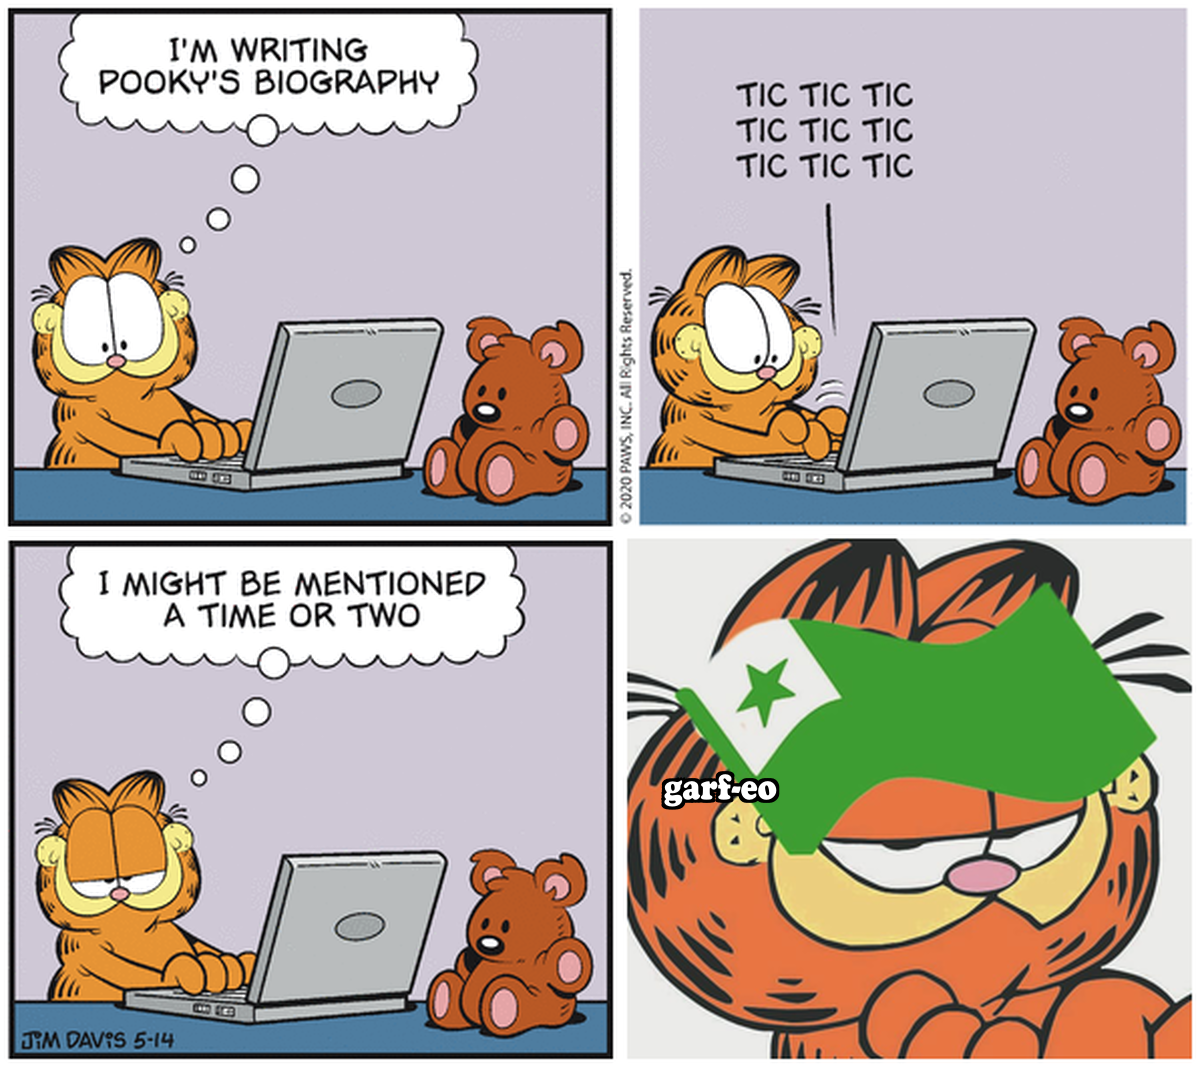 I'M WRITING
POOKY'S BIOGRAPHY
TIC TIC TIC
TIC TIC TIC
TIC TIC TIC
© 2020 PAWS, INC. All Rights Reserved.
I MIGHT BE MENTIONED
A TIME OR TWO
JIM DAVIS 5-14
garf-eo